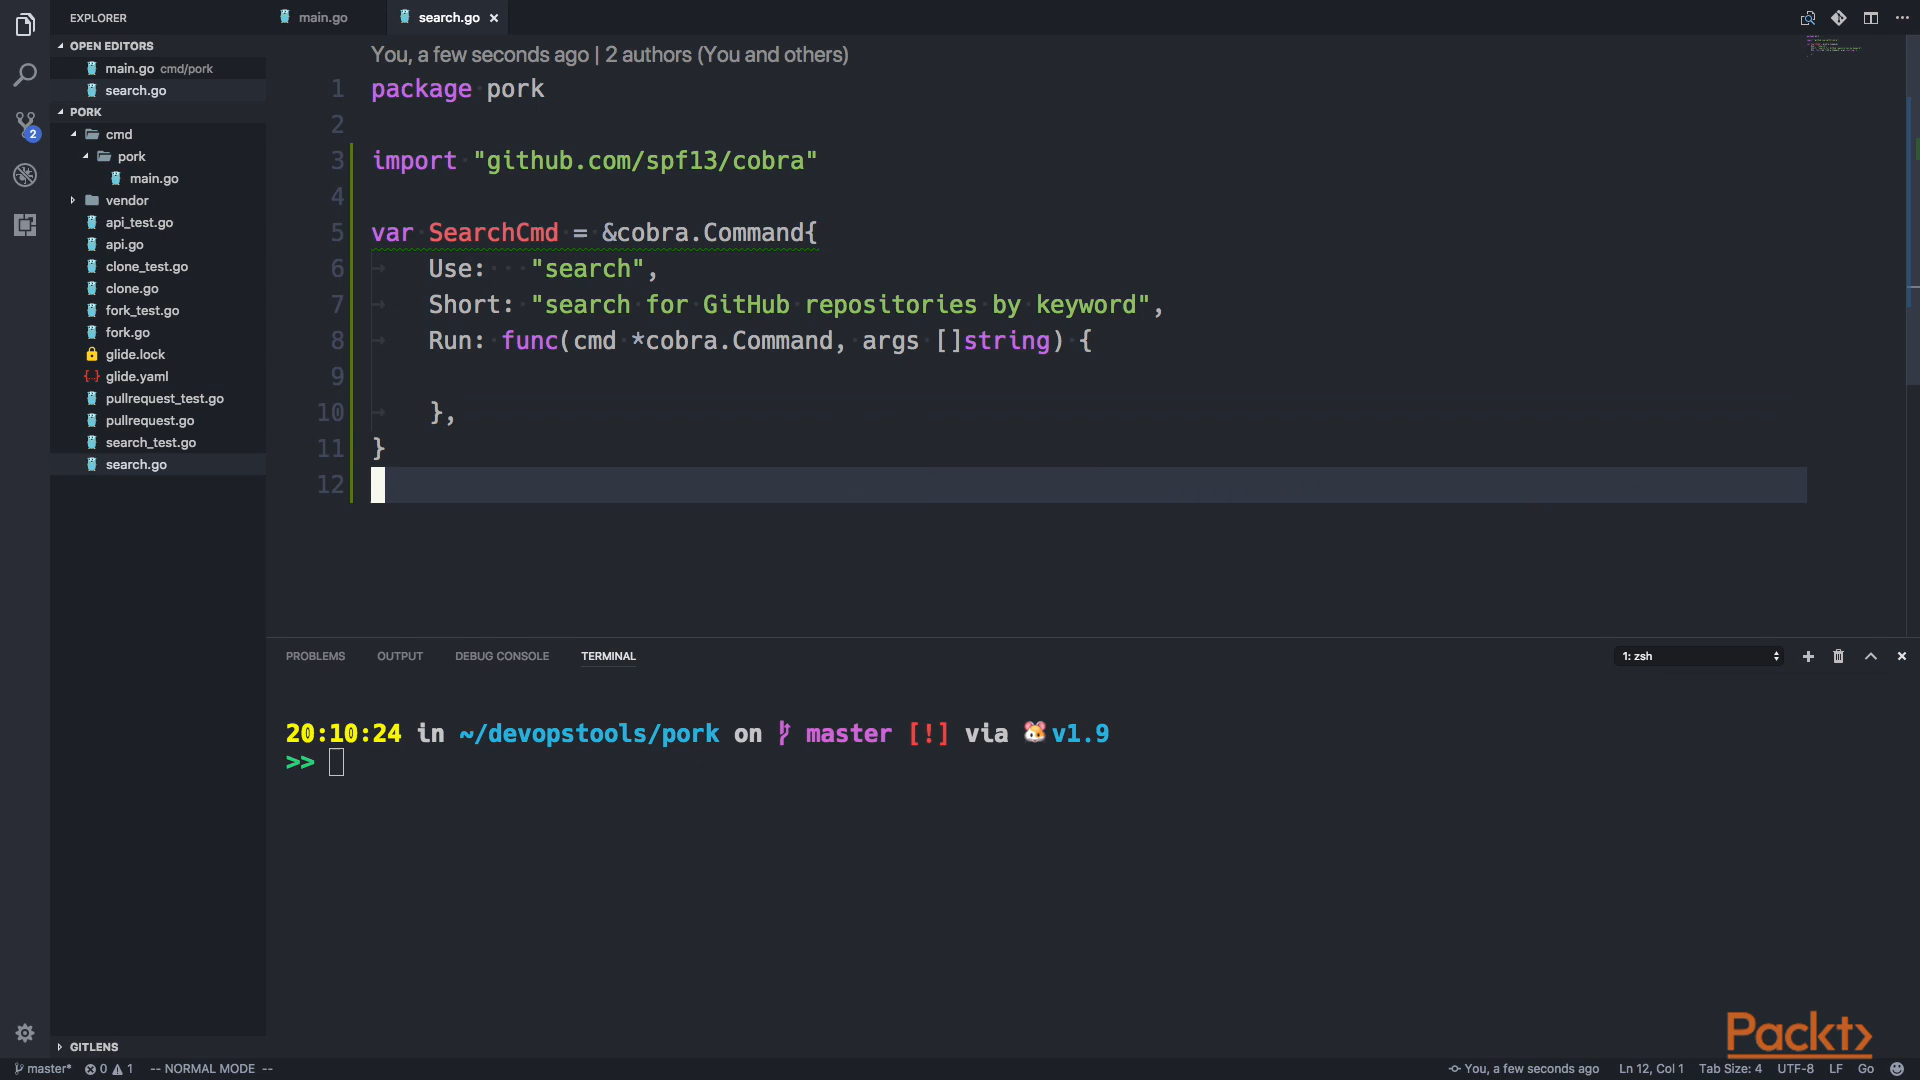 EXPLORER
OPEN EDITORS
main.go cmd/pork
search.go
PORK
cmd
pork
main.go
vendor
api_test.go
api.go
clone_test.go
clone.go
fork_test.go
fork.go
glide.lock
glide.yaml
pullrequest_test.go
pullrequest.go
search_test.go
search.go
GITLENS
2
main.go
search.go
You, a few seconds ago | 2 authors (You and others)
1 package pork
2
3 import "github.com/spf13/cobra"
4
5 var SearchCmd = &cobra.Command{
6 Use: "search",
7 Short: "search for GitHub repositories by keyword",
8 Run: func(cmd *cobra.Command, args []string) {
9
10 },
11 }
12
PROBLEMS OUTPUT DEBUG CONSOLE TERMINAL
1: zsh
20:10:24 in ~/devopstools/pork on master [!] via 🐹v1.9
>>
Packt>
master* 0 1 -- NORMAL MODE -- You, a few seconds ago Ln 12, Col 1 Tab Size: 4 UTF-8 LF Go